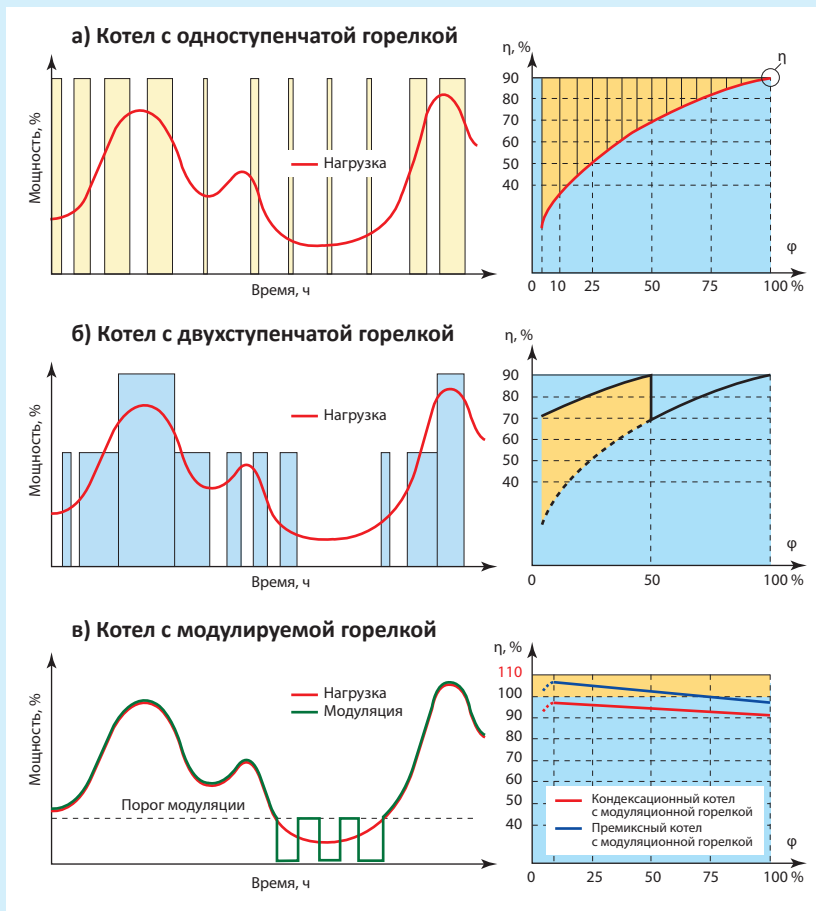 а) Котел с одноступенчатой горелкой
Мощность, %
Нагрузка
Время, ч
η, %
η
90
80
70
60
50
40
φ
0 10 25 50 75 100 %
б) Котел с двухступенчатой горелкой
Мощность, %
Нагрузка
Время, ч
η, %
90
80
70
60
50
40
φ
0 50 100 %
в) Котел с модулируемой горелкой
Мощность, %
Нагрузка
Модуляция
Порог модуляции
Время, ч
η, %
110
100
90
80
70
60
50
40
Кондексационный котел
с модуляционной горелкой
Премиксный котел
с модуляционной горелкой
φ
0 10 25 50 75 100 %